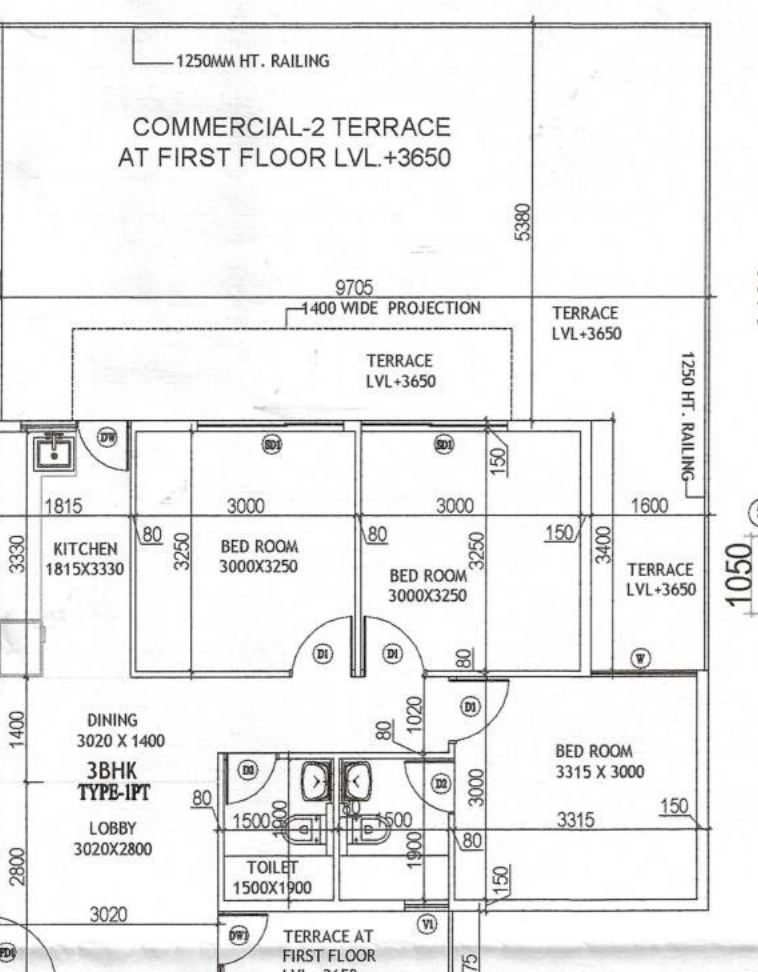 1250MM HT. RAILING
COMMERCIAL-2 TERRACE
AT FIRST FLOOR LVL.+3650
5380
9705
1400 WIDE PROJECTION
TERRACE
LVL+3650
TERRACE
LVL+3650
1250 HT. RAILING
DW
SD1
SD1
150
1815
3000
3000
1600
80
80
150
3330
KITCHEN
1815X3330
3250
BED ROOM
3000X3250
3250
BED ROOM
3000X3250
3400
TERRACE
LVL+3650
1050
D1
D1
80
W
1400
DINING
3020 X 1400
1020
D1
80
3BHK
TYPE-IPT
BED ROOM
3315 X 3000
D2
3000
80
1500
1500
3315
150
80
LOBBY
3020X2800
2800
1900
TOILET
1500X1900
150
3020
DW1
V1
TERRACE AT
FIRST FLOOR
75
FD1